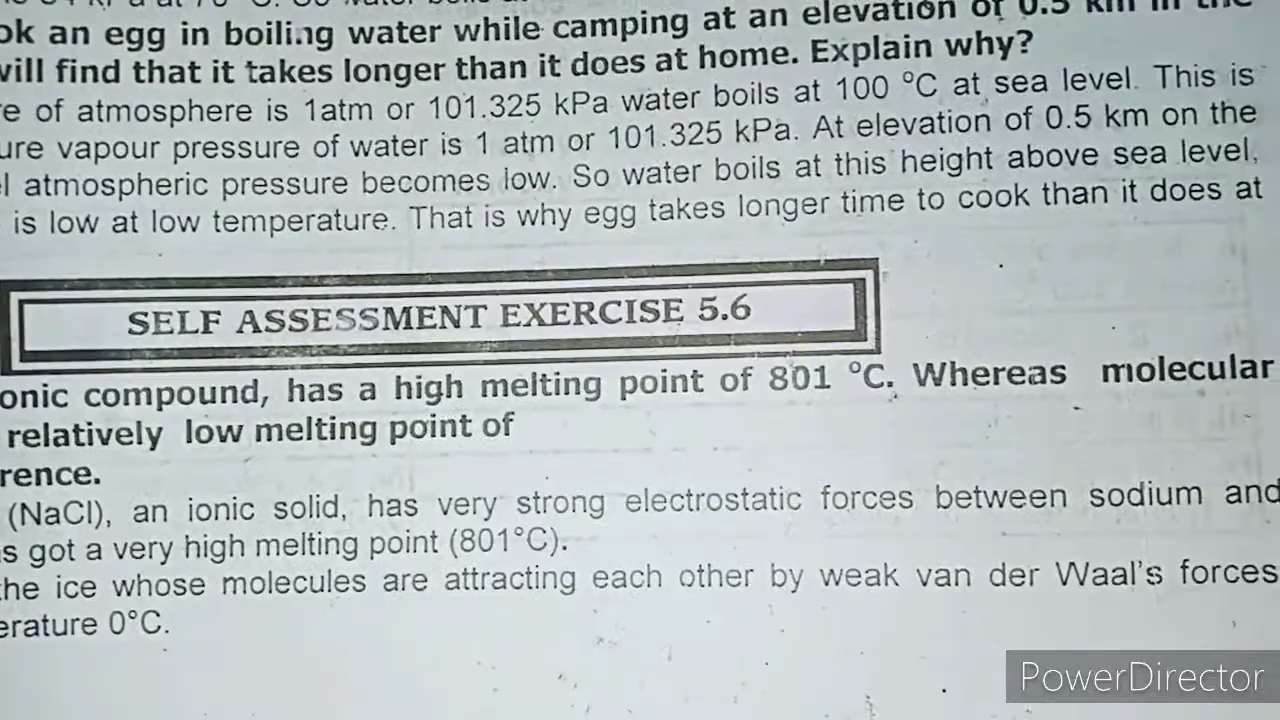 ok an egg in boiling water while camping at an elevation of 0.5 km in the
will find that it takes longer than it does at home. Explain why?
e of atmosphere is 1atm or 101.325 kPa water boils at 100 °C at sea level. This is
ure vapour pressure of water is 1 atm or 101.325 kPa. At elevation of 0.5 km on the
l atmospheric pressure becomes low. So water boils at this height above sea level,
is low at low temperature. That is why egg takes longer time to cook than it does at
SELF ASSESSMENT EXERCISE 5.6
onic compound, has a high melting point of 801 °C. Whereas molecular
relatively low melting point of
rence.
(NaCl), an ionic solid, has very strong electrostatic forces between sodium and
s got a very high melting point (801°C).
the ice whose molecules are attracting each other by weak van der Waal's forces
erature 0°C.
PowerDirector